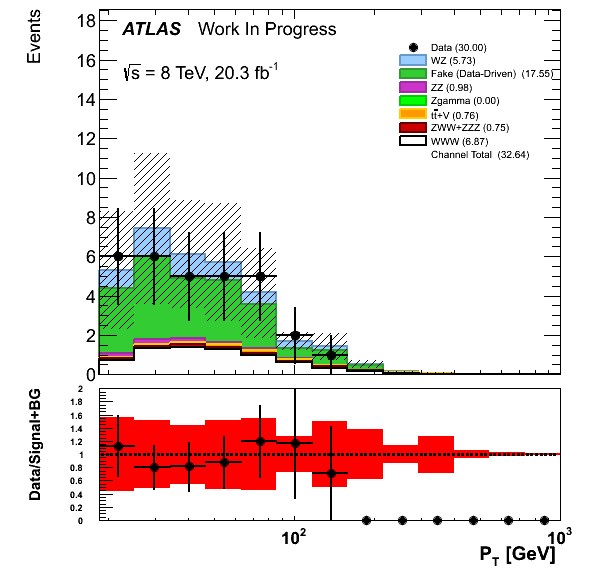 Events
ATLAS Work In Progress
√s = 8 TeV, 20.3 fb⁻¹
Data (30.00)
WZ (5.73)
Fake (Data-Driven) (17.55)
ZZ (0.98)
Zgamma (0.00)
tt̄+V (0.76)
ZWW+ZZZ (0.75)
WWW (6.87)
Channel Total (32.64)
18
16
14
12
10
8
6
4
2
0
Data/Signal+BG
2
1.8
1.6
1.4
1.2
1
0.8
0.6
0.4
0.2
0
10²
10³
P_T [GeV]